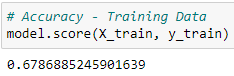 # Accuracy - Training Data
model.score(X_train, y_train)
0.6786885245901639